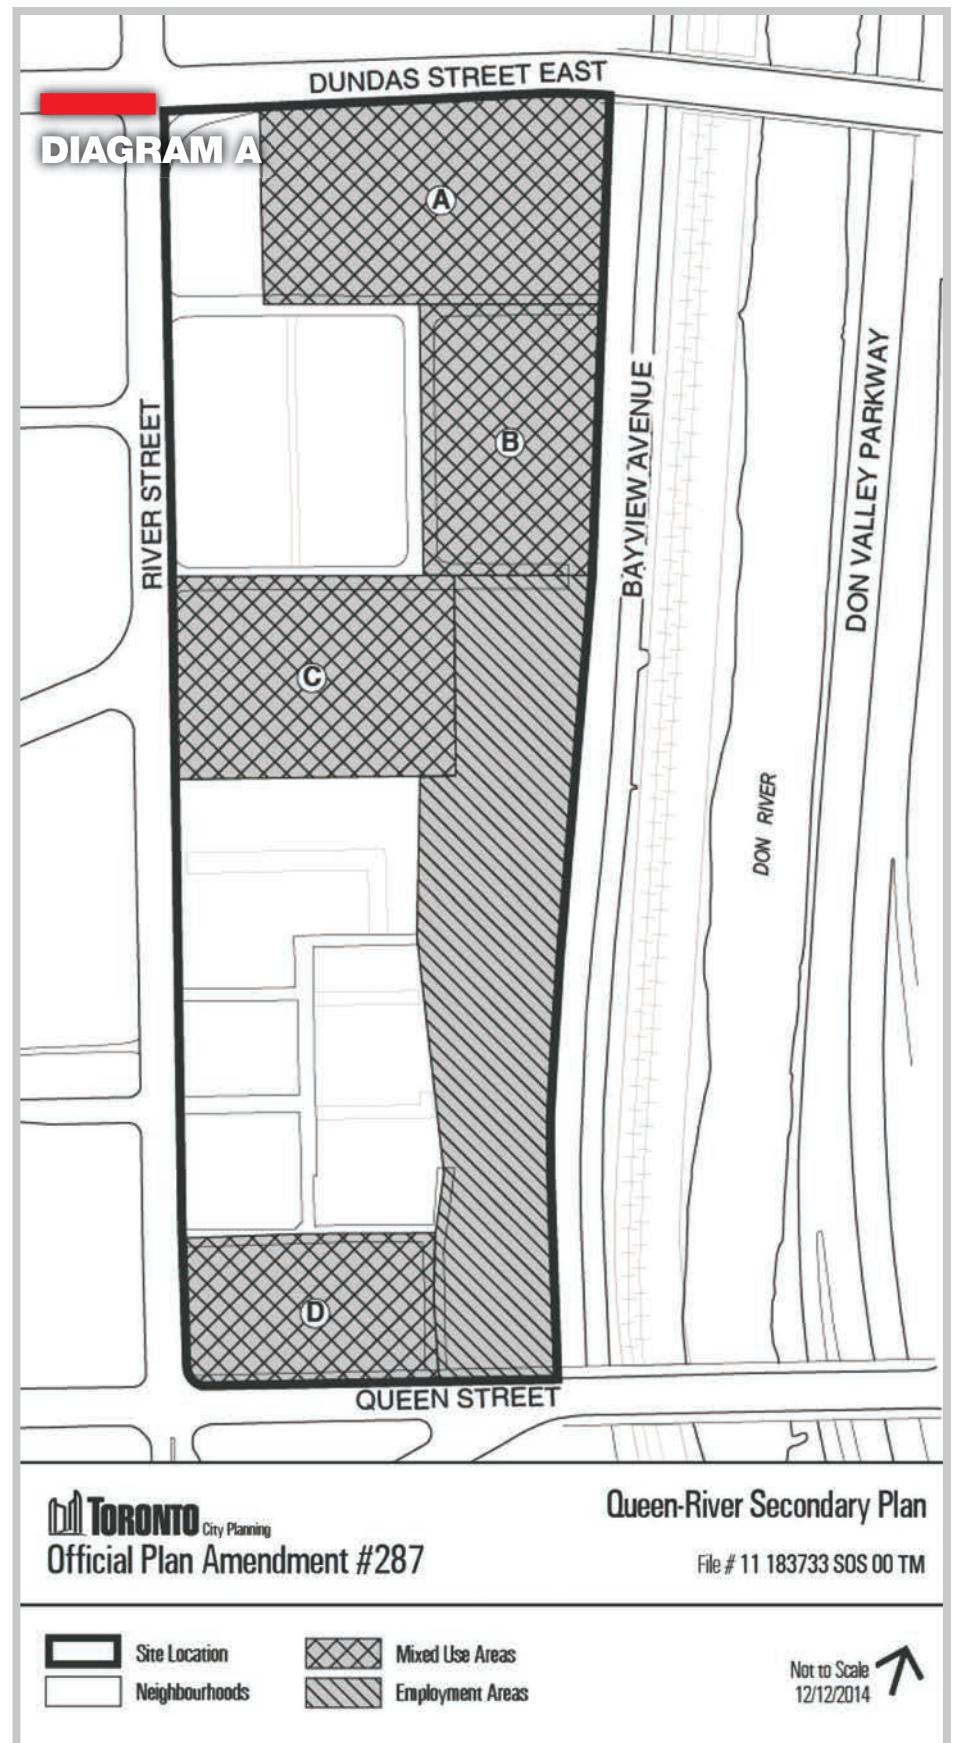 DUNDAS STREET EAST
DIAGRAM A
A
B
RIVER STREET
BAYVIEW AVENUE
DON VALLEY PARKWAY
C
DON RIVER
D
QUEEN STREET
TORONTO City Planning
Official Plan Amendment #287
Queen-River Secondary Plan
File # 11 183733 SOS 00 TM
Site Location
Neighbourhoods
Mixed Use Areas
Employment Areas
Not to Scale
12/12/2014